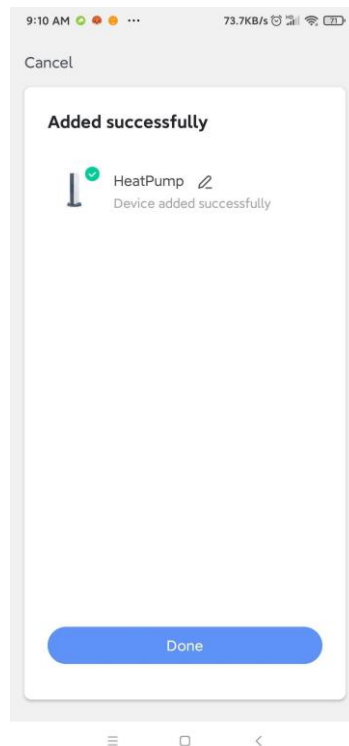 9:10 AM ··· 73.7KB/s 71
Cancel
Added successfully
HeatPump
Device added successfully
Done